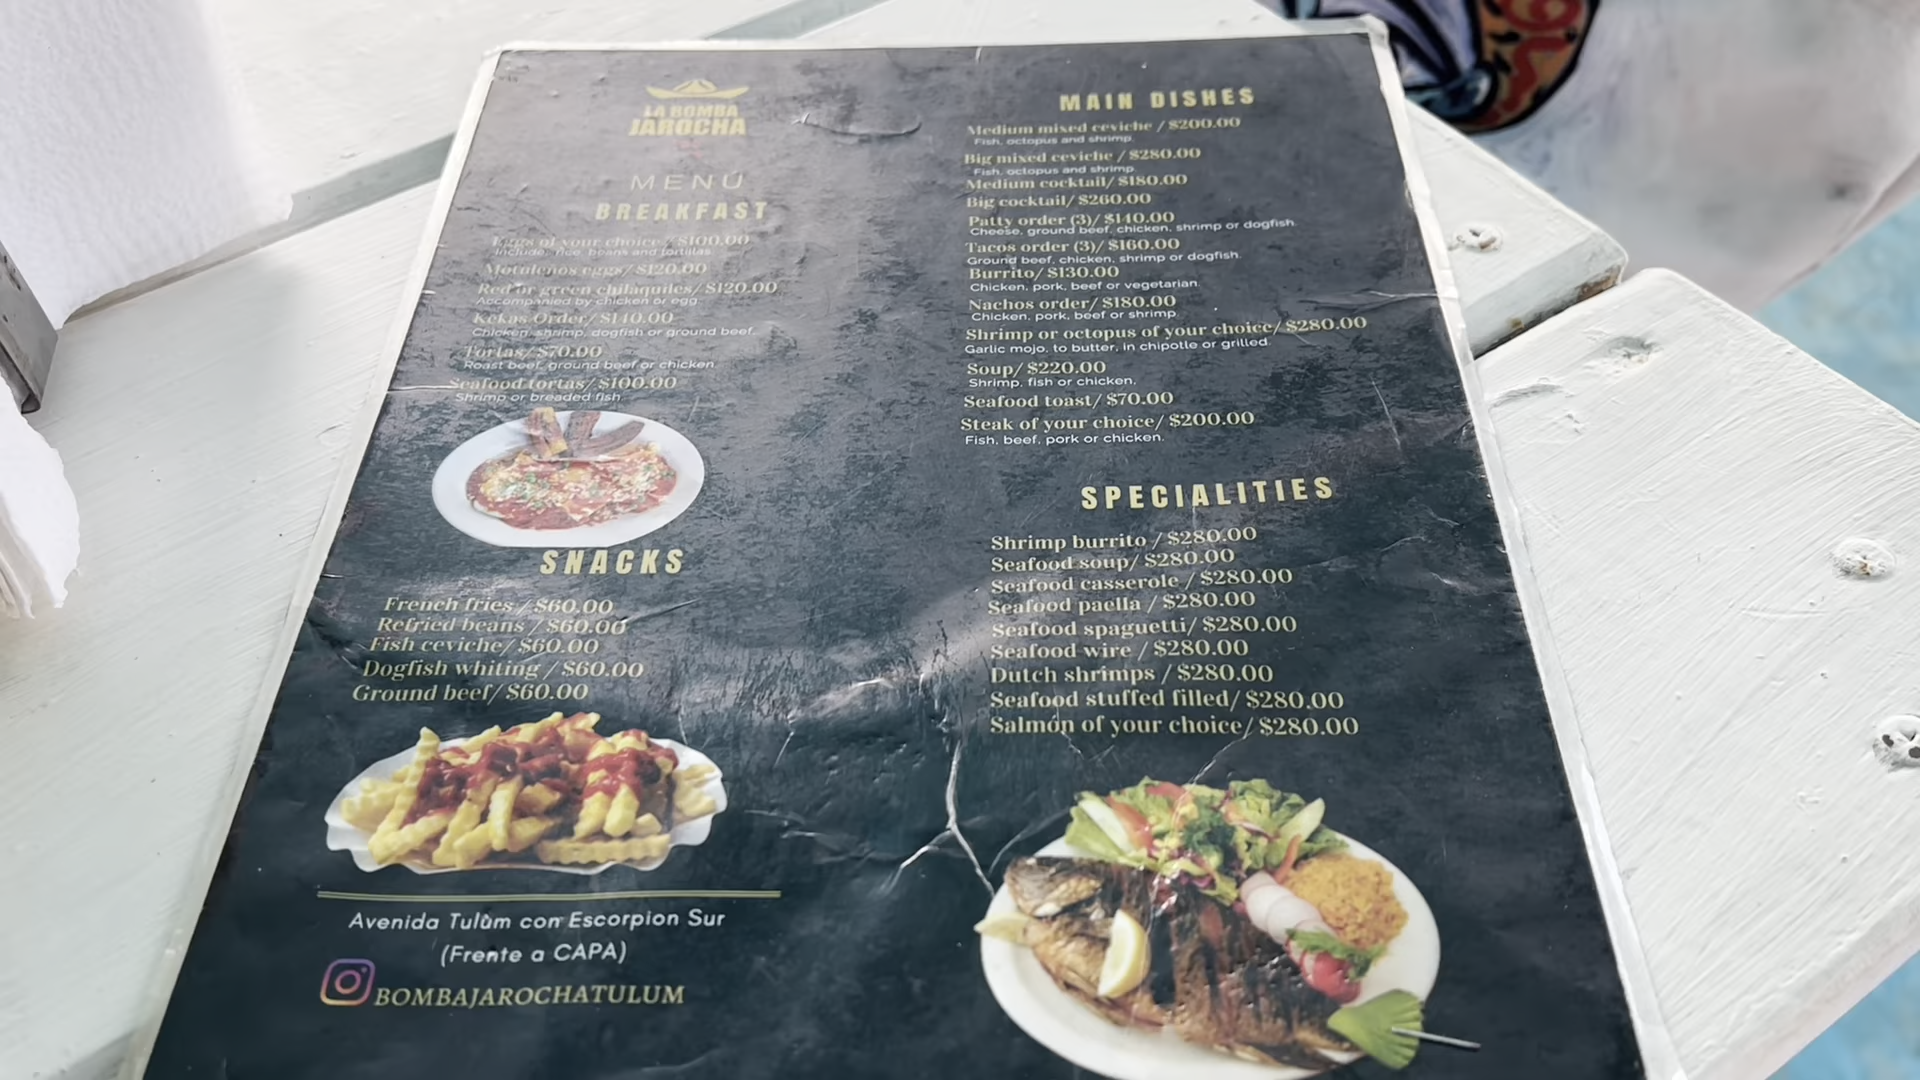 LA BOMBA
JAROCHA
MENÚ
BREAKFAST
Eggs of your choice/ $100.00
Include, rice, beans and tortillas.
Motuleños eggs/ $120.00
Red or green chilaquiles/ $120.00
Accompanied by chicken or egg.
Kekas Order/ $140.00
Chicken, shrimp, dogfish or ground beef.
Tortas/ $70.00
Roast beef, ground beef or chicken
Seafood tortas/ $100.00
Shrimp or breaded fish.
SNACKS
French fries / $60.00
Refried beans / $60.00
Fish ceviche/ $60.00
Dogfish whiting / $60.00
Ground beef/ $60.00
Avenida Tulùm con Escorpion Sur
(Frente a CAPA)
BOMBAJAROCHATULUM
MAIN DISHES
Medium mixed ceviche / $200.00
Fish, octopus and shrimp.
Big mixed ceviche / $280.00
Fish, octopus and shrimp.
Medium cocktail/ $180.00
Big cocktail/ $260.00
Patty order (3)/ $140.00
Cheese, ground beef, chicken, shrimp or dogfish.
Tacos order (3)/ $160.00
Ground beef, chicken, shrimp or dogfish.
Burrito/ $130.00
Chicken, pork, beef or vegetarian.
Nachos order/ $180.00
Chicken, pork, beef or shrimp.
Shrimp or octopus of your choice/ $280.00
Garlic mojo, to butter, in chipotle or grilled.
Soup/ $220.00
Shrimp, fish or chicken.
Seafood toast/ $70.00
Steak of your choice/ $200.00
Fish, beef, pork or chicken.
SPECIALITIES
Shrimp burrito / $280.00
Seafood soup/ $280.00
Seafood casserole / $280.00
Seafood paella / $280.00
Seafood spaguetti/ $280.00
Seafood wire / $280.00
Dutch shrimps / $280.00
Seafood stuffed filled/ $280.00
Salmón of your choice/ $280.00